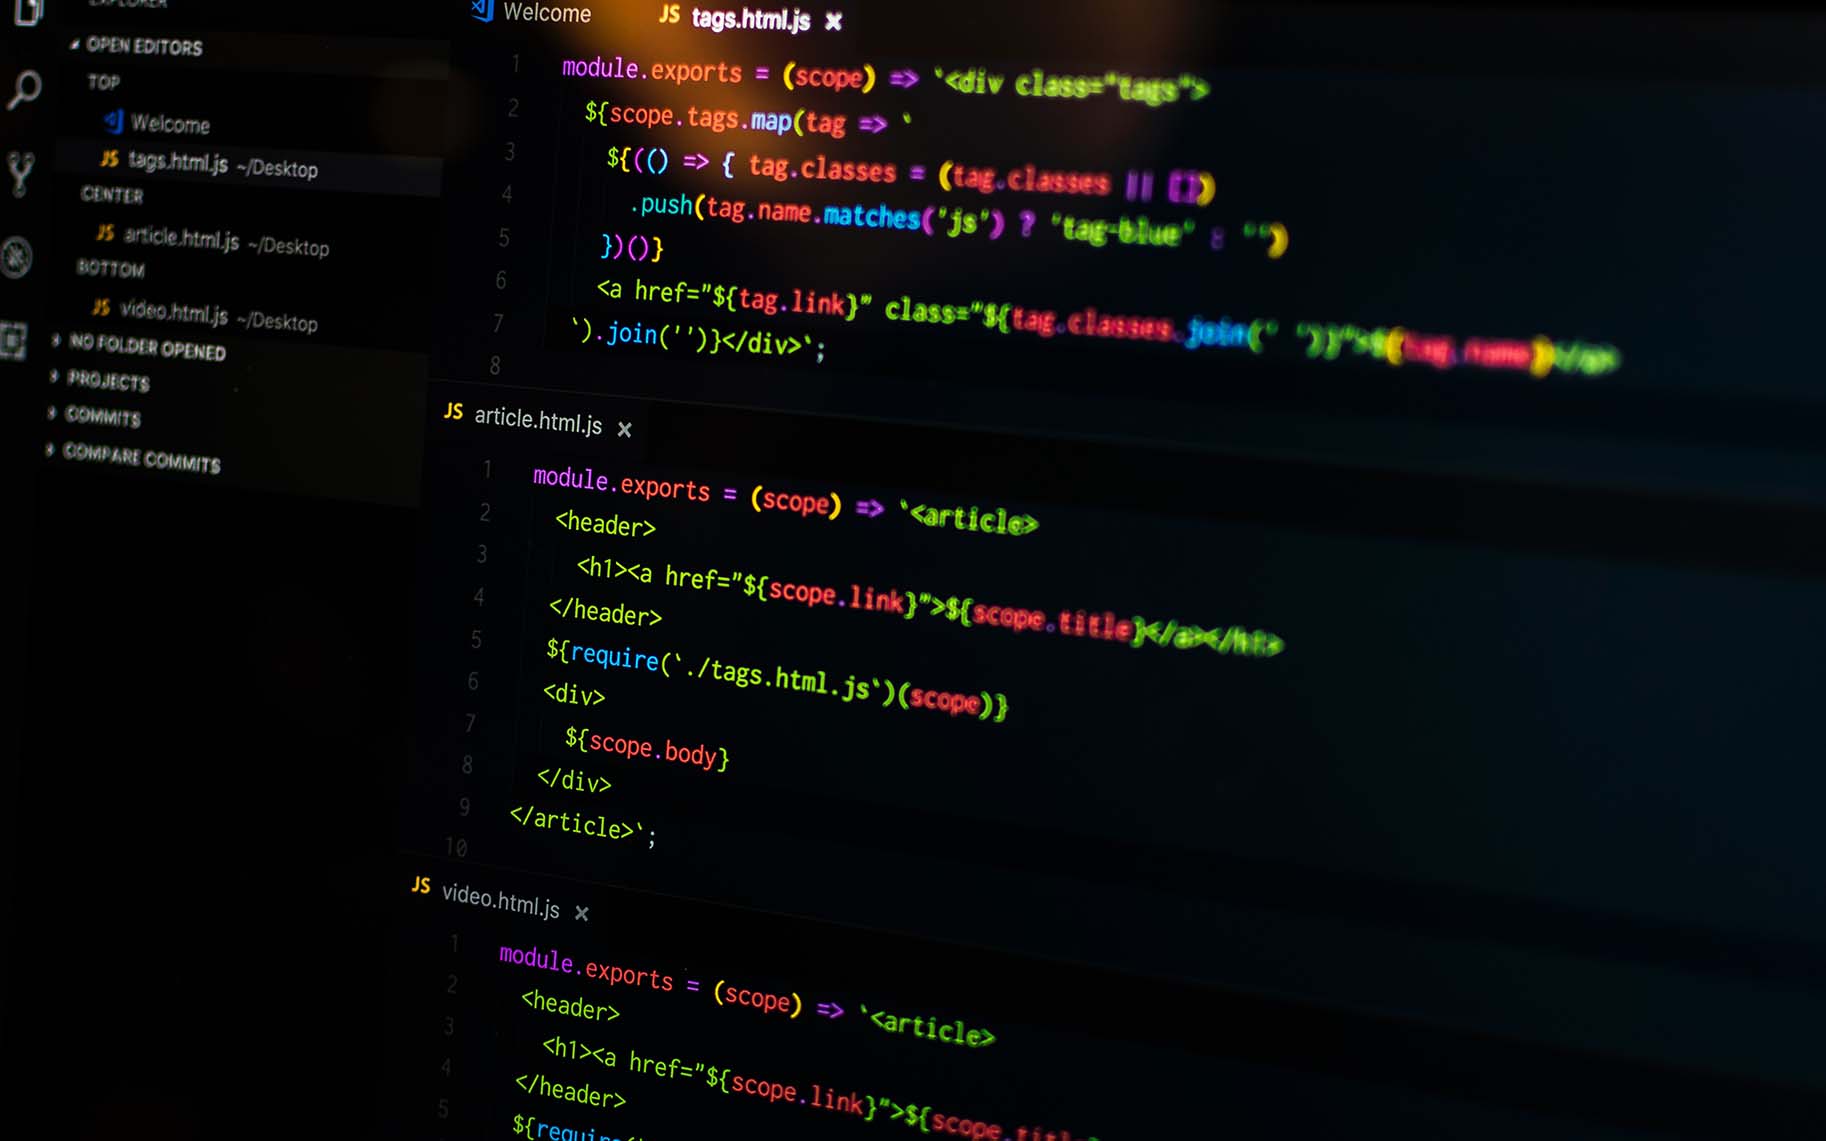 EXPLORER
OPEN EDITORS
TOP
Welcome
JS tags.html.js ~/Desktop
CENTER
JS article.html.js ~/Desktop
BOTTOM
JS video.html.js ~/Desktop
NO FOLDER OPENED
PROJECTS
COMMITS
COMPARE COMMITS
Welcome JS tags.html.js ×
1 module.exports = (scope) => `<div class="tags">
2 ${scope.tags.map(tag => `
3 ${(() => { tag.classes = (tag.classes || [])
4 .push(tag.name.matches('js') ? 'tag-blue' : '')
5 })()}
6 <a href="${tag.link}" class="${tag.classes.join(' ')}">${tag.name}</a>
7 `).join('')}</div>`;
8
JS article.html.js ×
1 module.exports = (scope) => `<article>
2 <header>
3 <h1><a href="${scope.link}">${scope.title}</a></h1>
4 </header>
5 ${require(`./tags.html.js`)(scope)}
6 <div>
7 ${scope.body}
8 </div>
9 </article>`;
10
JS video.html.js ×
1 module.exports = (scope) => `<article>
2 <header>
3 <h1><a href="${scope.link}">${scope.title
4 </header>
5 ${require(`